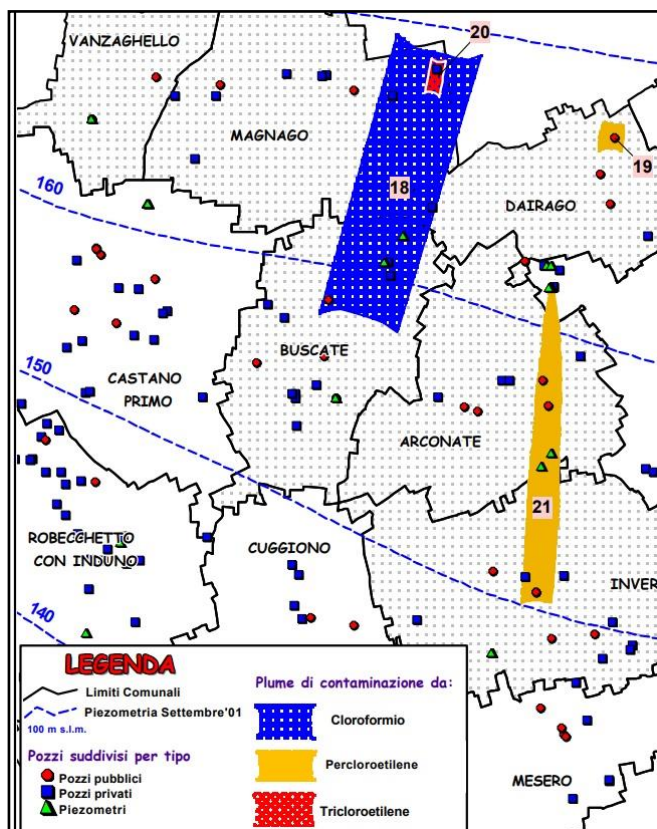 20
VANZAGHELLO
MAGNAGO
19
18
DAIRAGO
160
BUSCATE
150
CASTANO
PRIMO
ARCONATE
21
ROBECCHETTO
CON INDUNO
CUGGIONO
INVER
140
LEGENDA
Limiti Comunali
Piezometria Settembre'01
100 m s.l.m.
Pozzi suddivisi per tipo
Pozzi pubblici
Pozzi privati
Piezometri
Plume di contaminazione da:
Cloroformio
Percloroetilene
Tricloroetilene
MESERO